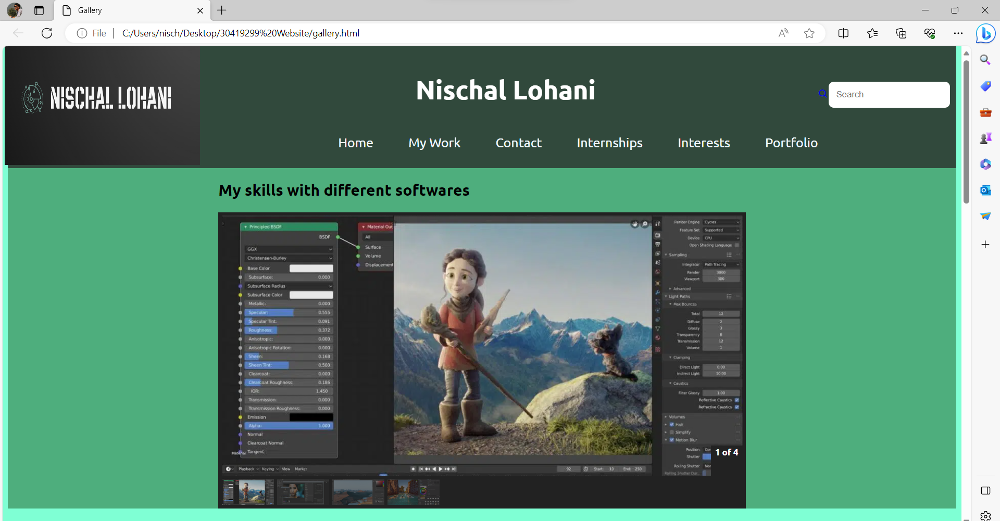 Gallery
File
C:/Users/nisch/Desktop/30419299%20Website/gallery.html
NISCHAL LOHANI
Nischal Lohani
Search
Home
My Work
Contact
Internships
Interests
Portfolio
My skills with different softwares
Principled BSDF
BSDF
GGX
Christensen-Burley
Base Color
Subsurface: 0.000
Subsurface Radius
Subsurface Color
Metallic: 0.000
Specular: 0.555
Specular Tint: 0.091
Roughness: 0.372
Anisotropic: 0.000
Anisotropic Rotation: 0.000
Sheen: 0.168
Sheen Tint: 0.500
Clearcoat: 0.000
Clearcoat Roughness: 0.186
IOR: 1.450
Transmission: 0.000
Transmission Roughness: 0.000
Emission
Alpha: 1.000
Normal
Clearcoat Normal
Tangent
Material
Material Out
All
Surface
Volume
Displacement
Render Engine Cycles
Feature Set Supported
Device CPU
Open Shading Language
Sampling
Integrator Path Tracing
Render 3000
Viewport 300
Advanced
Light Paths
Max Bounces
Total 12
Diffuse 2
Glossy 3
Transparency 8
Transmission 12
Volume 1
Clamping
Direct Light 0.00
Indirect Light 10.00
Caustics
Filter Glossy 1.00
Reflective Caustics
Refractive Caustics
Volumes
Hair
Simplify
Motion Blur
Position Cen
Shutter
Rolling Shutter Nor
Rolling Shutter Dur...
1 of 4
Playback Keying View Marker
92 Start: 10 End: 250